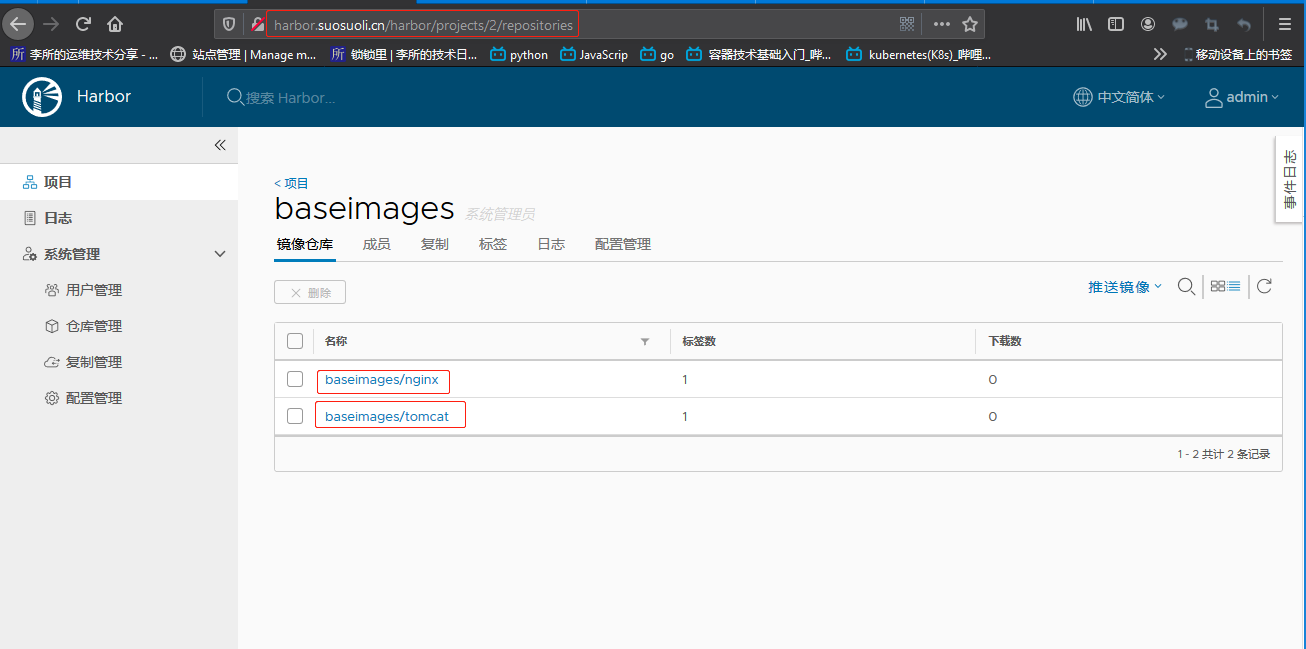 harbor.suosuoli.cn/harbor/projects/2/repositories
所 李所的运维技术分享 - ... 站点管理 | Manage m... 所 锁锁里 | 李所的技术日... python JavaScrip go 容器技术基础入门_哔... kubernetes(K8s)_哔哩... 移动设备上的书签
Harbor 搜索 Harbor... 中文简体 admin
项目
日志
系统管理
用户管理
仓库管理
复制管理
配置管理
事件日志
< 项目
baseimages 系统管理员
镜像仓库 成员 复制 标签 日志 配置管理
删除 推送镜像
名称 标签数 下载数
baseimages/nginx 1 0
baseimages/tomcat 1 0
1 - 2 共计 2 条记录